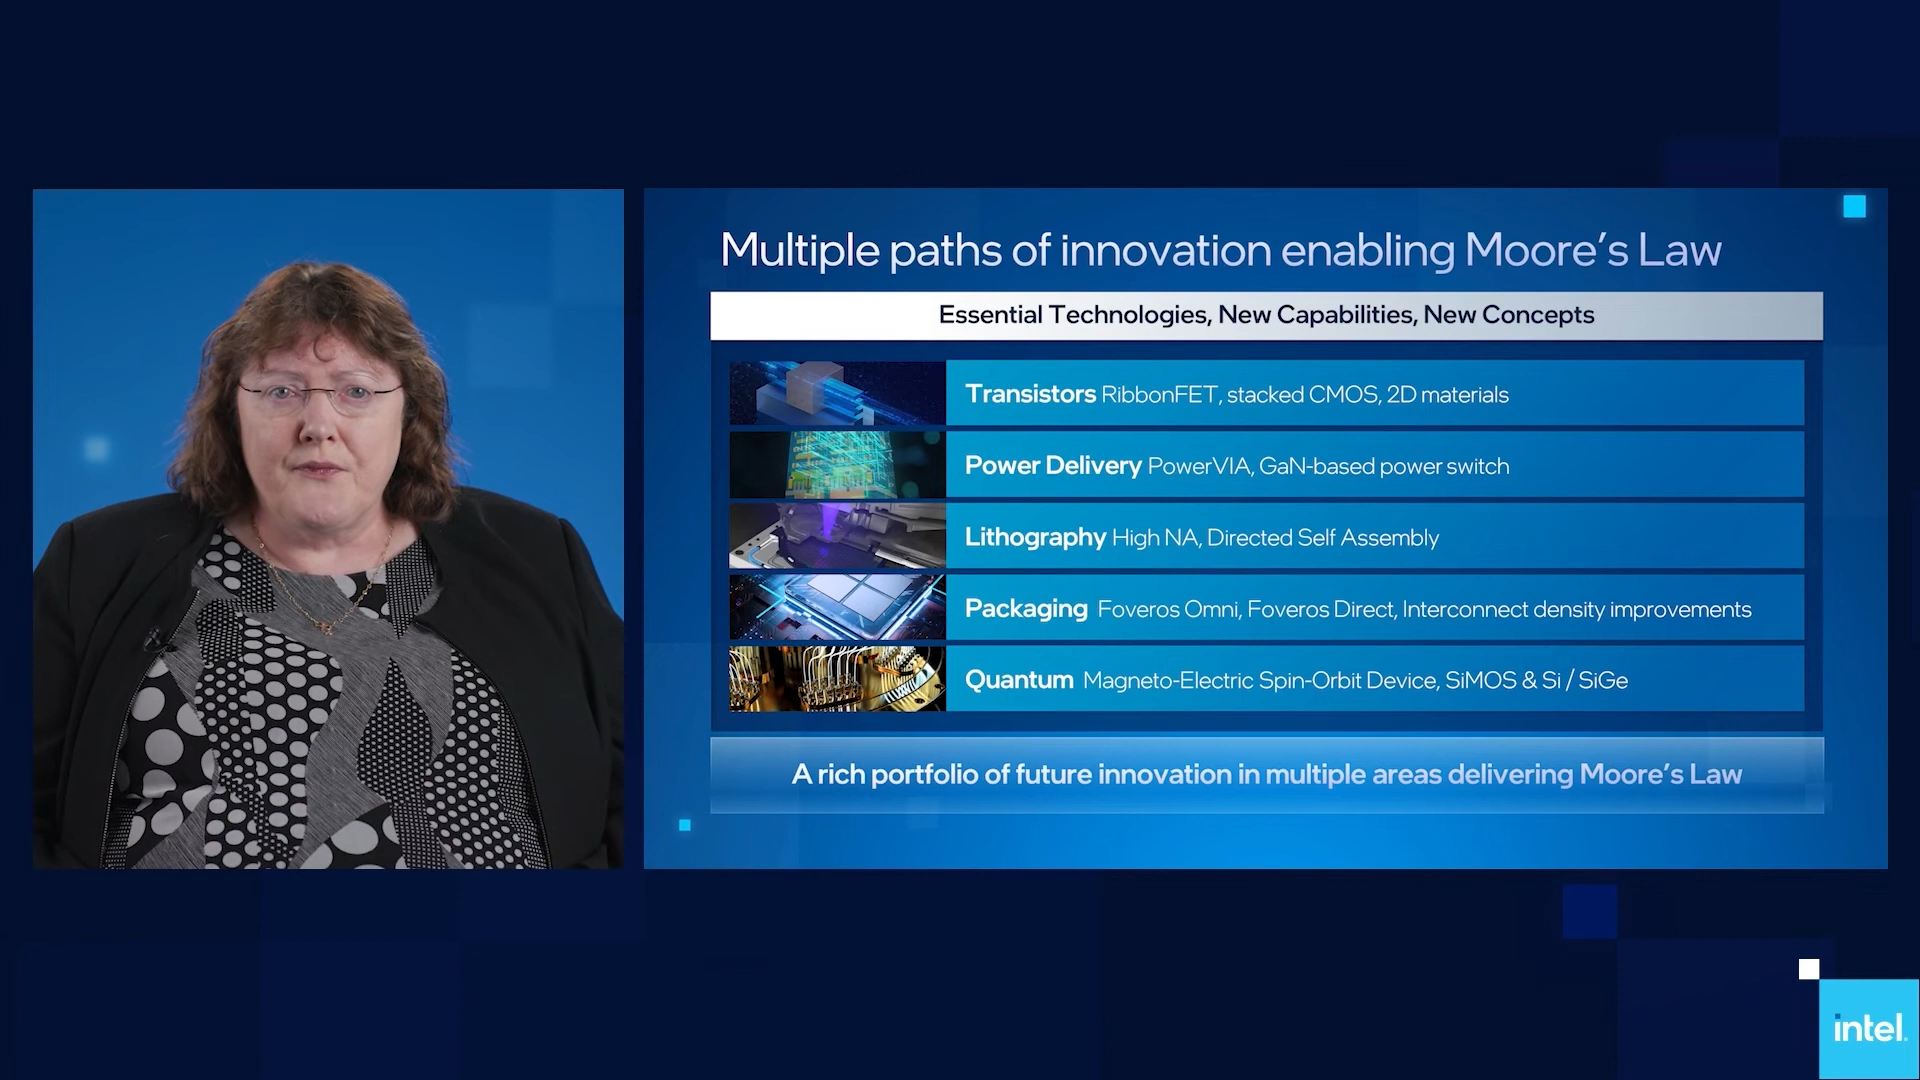 Multiple paths of innovation enabling Moore's Law
Essential Technologies, New Capabilities, New Concepts
Transistors RibbonFET, stacked CMOS, 2D materials
Power Delivery PowerVIA, GaN-based power switch
Lithography High NA, Directed Self Assembly
Packaging Foveros Omni, Foveros Direct, Interconnect density improvements
Quantum Magneto-Electric Spin-Orbit Device, SiMOS & Si / SiGe
A rich portfolio of future innovation in multiple areas delivering Moore's Law
intel.